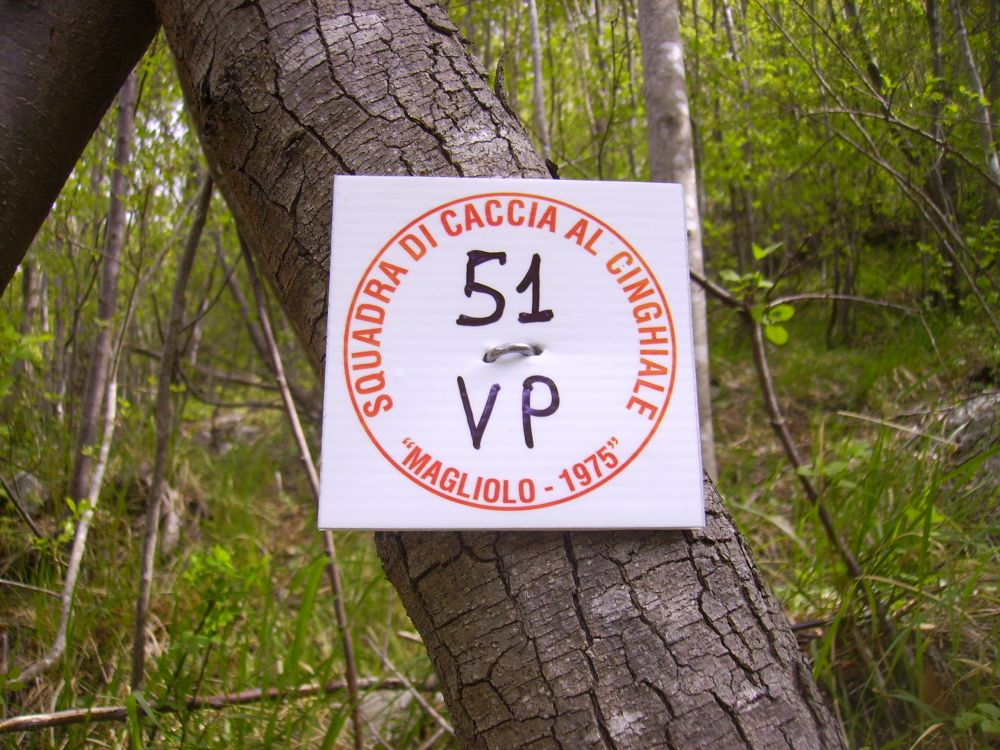 SQUADRA DI CACCIA AL CINGHIALE
51
VP
"MAGLIOLO - 1975"